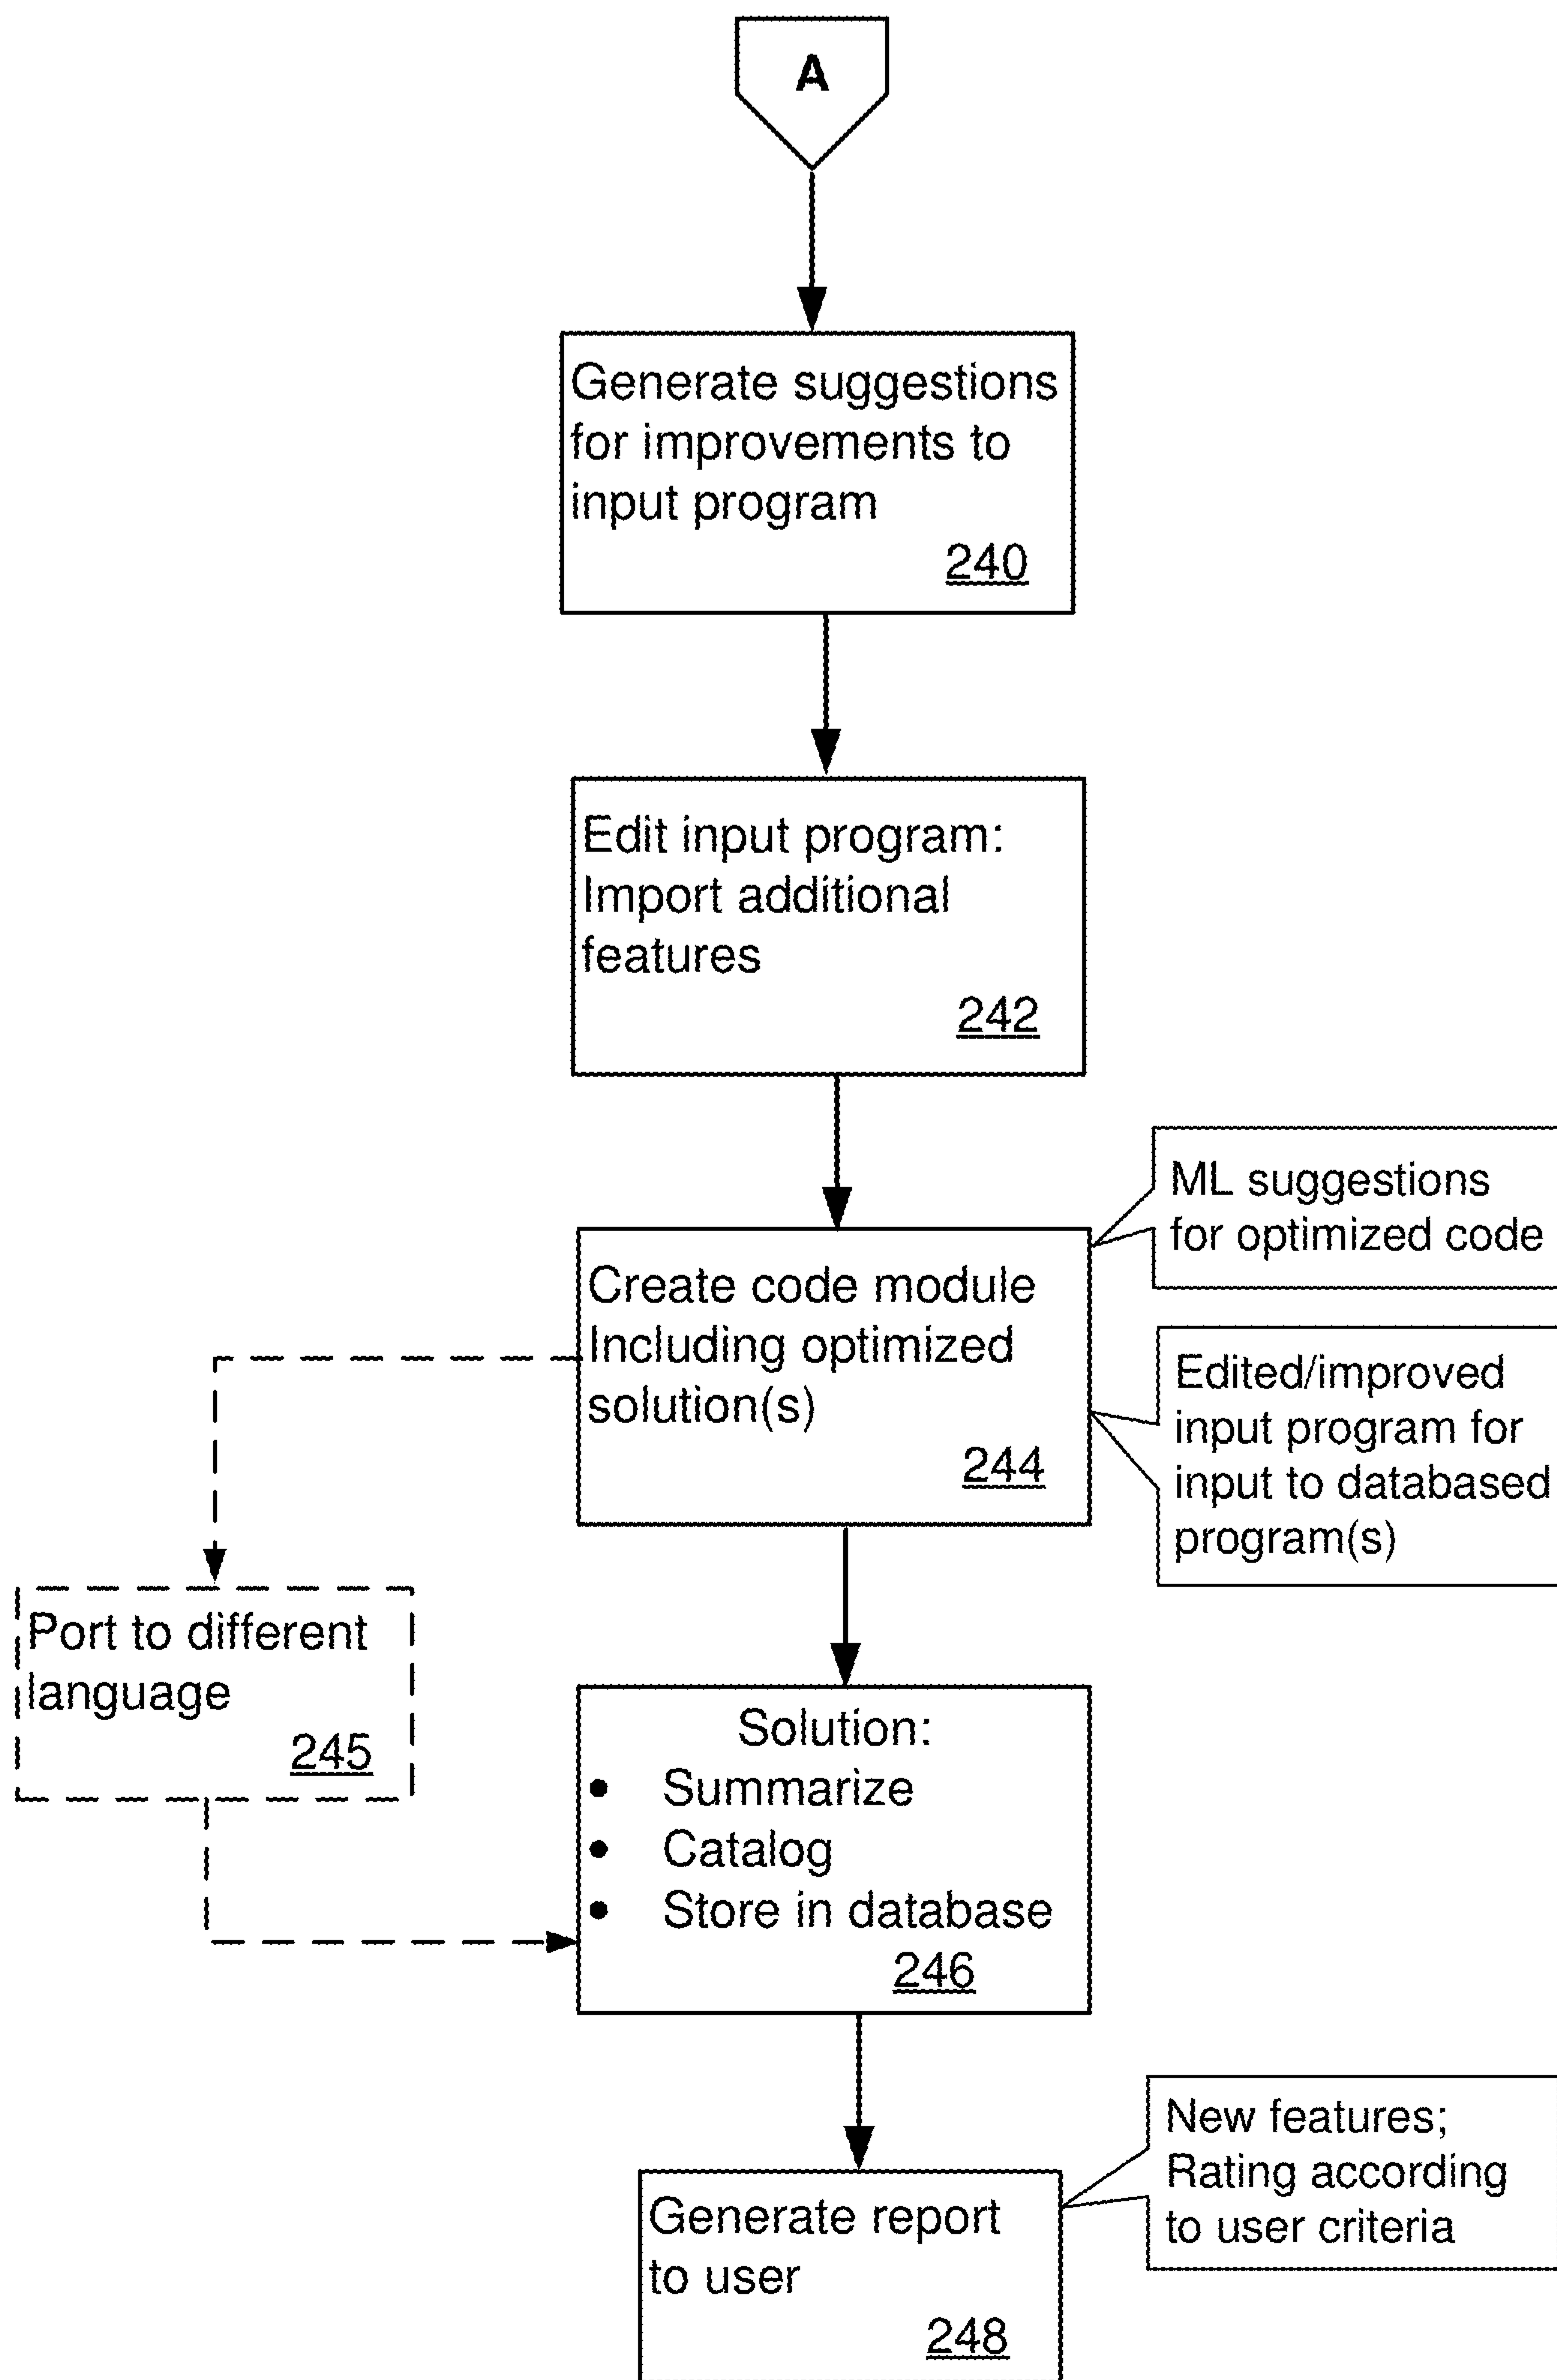 A
Generate suggestions
for improvements to
input program
240
Edit input program:
Import additional
features
242
ML suggestions
for optimized code
Create code module
Including optimized
solution(s)
244
Edited/improved
input program for
input to databased
program(s)
Port to different
language
245
Solution:
• Summarize
• Catalog
• Store in database
246
New features;
Rating according
to user criteria
Generate report
to user
248